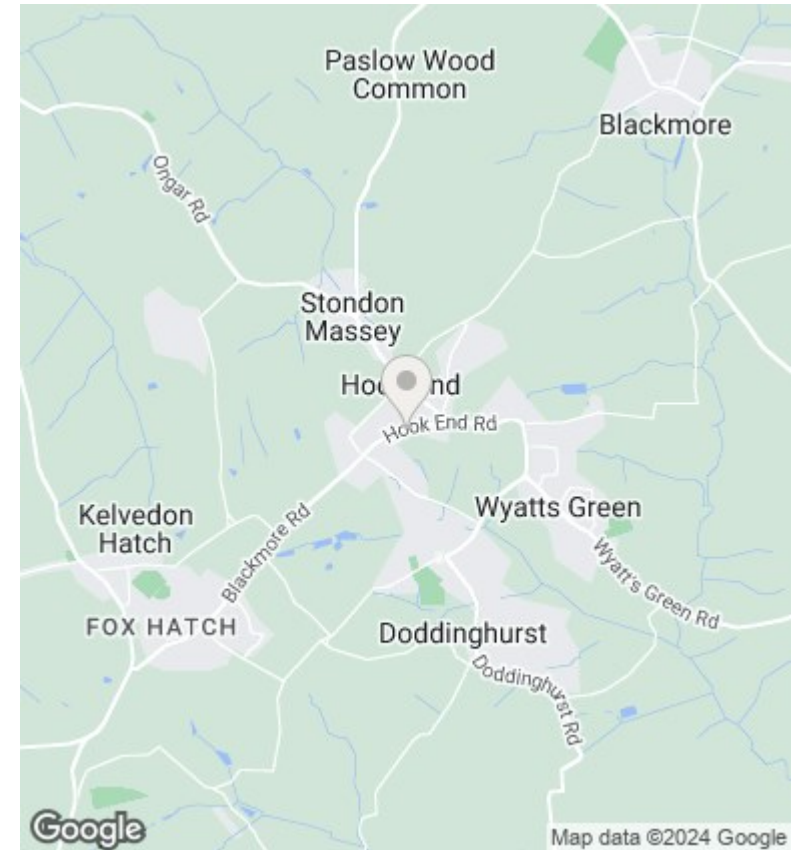 Paslow Wood
Common
Blackmore
Ongar Rd
Stondon
Massey
Hook End Rd
Wyatts Green
Kelvedon
Hatch
Blackmore Rd
Wyatt's Green Rd
FOX HATCH
Doddinghurst
Doddinghurst Rd
Google
Map data ©2024 Google